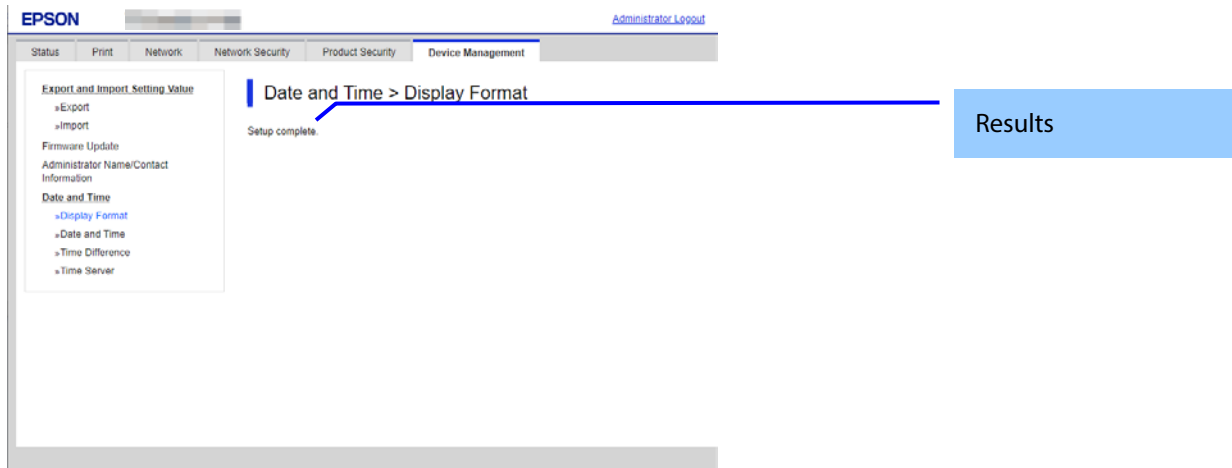 EPSON
Administrator Logout
Status Print Network Network Security Product Security Device Management
Export and Import Setting Value
»Export
»Import
Firmware Update
Administrator Name/Contact
Information
Date and Time
»Display Format
»Date and Time
»Time Difference
»Time Server
Date and Time > Display Format
Setup complete.
Results